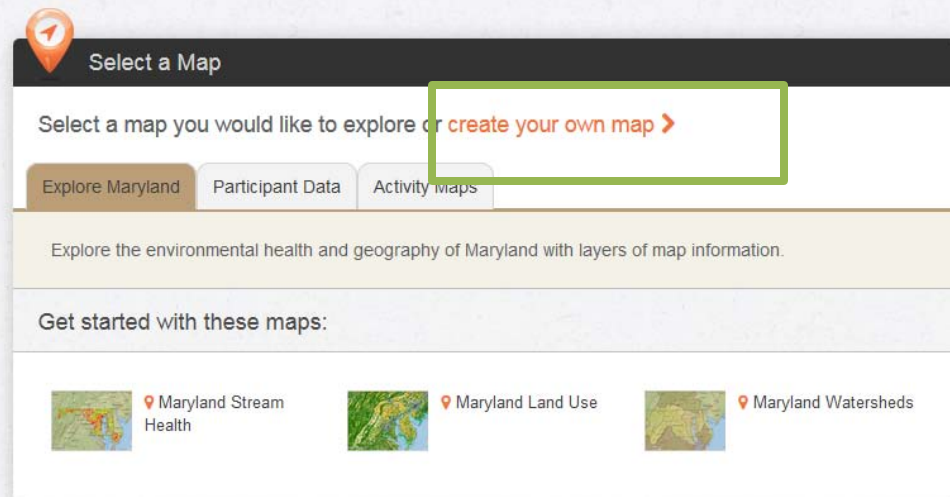 Select a Map
Select a map you would like to explore or create your own map
Explore Maryland Participant Data Activity Maps
Explore the environmental health and geography of Maryland with layers of map information.
Get started with these maps:
Maryland Stream
Health
Maryland Land Use
Maryland Watersheds